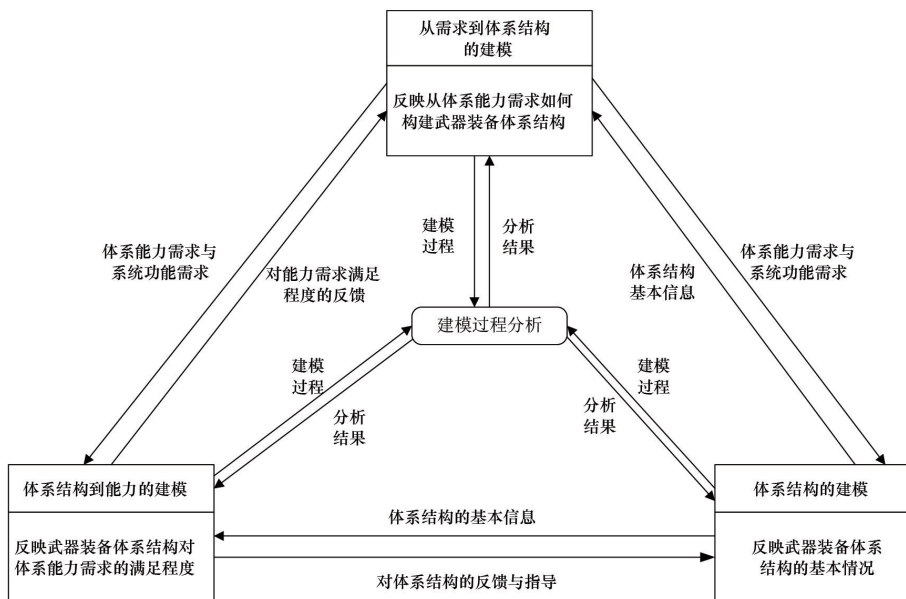 从需求到体系结构
的建模
反映从体系能力需求如何
构建武器装备体系结构
建模
过程
分析
结果
体系能力需求与
系统功能需求
对能力需求满足
程度的反馈
体系结构
基本信息
体系能力需求与
系统功能需求
建模过程分析
建模
过程
分析
结果
建模
过程
分析
结果
体系结构到能力的建模
反映武器装备体系结构对
体系能力需求的满足程度
体系结构的基本信息
对体系结构的反馈与指导
体系结构的建模
反映武器装备体系
结构的基本情况